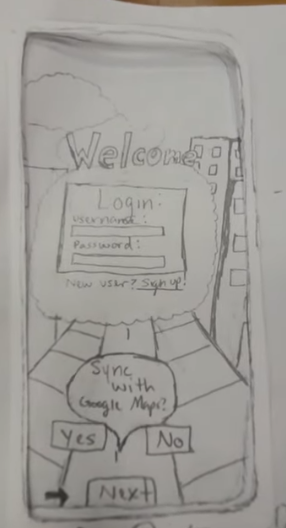 Welcome
Login:
Username:
Password:
New user? Sign up!
Sync
with
Google Maps?
Yes
No
Next